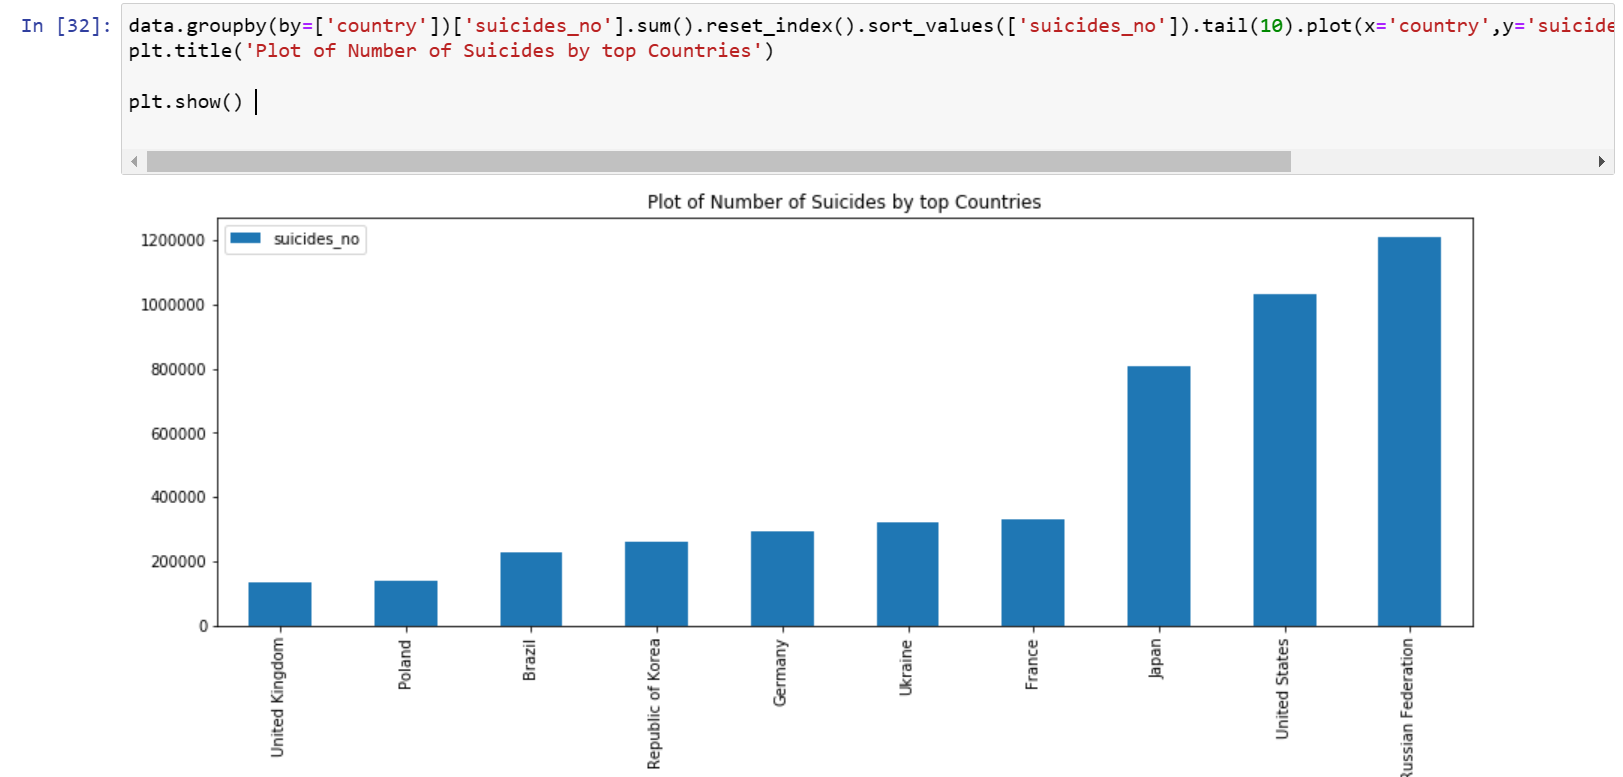 In [32]:
data.groupby(by=['country'])['suicides_no'].sum().reset_index().sort_values(['suicides_no']).tail(10).plot(x='country',y='suicide
plt.title('Plot of Number of Suicides by top Countries')
plt.show()
Plot of Number of Suicides by top Countries
suicides_no
1200000
1000000
800000
600000
400000
200000
0
United Kingdom
Poland
Brazil
Republic of Korea
Germany
Ukraine
France
Japan
United States
Russian Federation